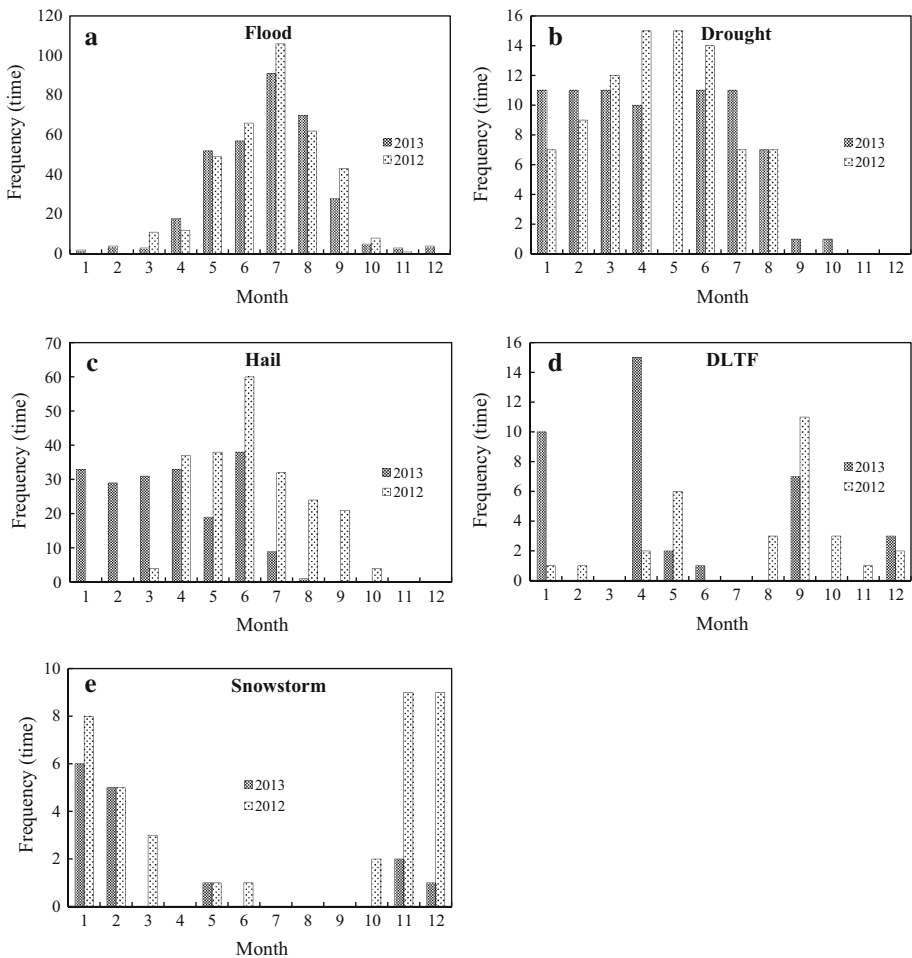 a
Flood
120
100
80
60
40
20
0
Frequency (time)
2013
2012
1 2 3 4 5 6 7 8 9 10 11 12
Month
b
Drought
16
14
12
10
8
6
4
2
0
Frequency (time)
2013
2012
1 2 3 4 5 6 7 8 9 10 11 12
Month
c
Hail
70
60
50
40
30
20
10
0
Frequency (time)
2013
2012
1 2 3 4 5 6 7 8 9 10 11 12
Month
d
DLTF
16
14
12
10
8
6
4
2
0
Frequency (time)
2013
2012
1 2 3 4 5 6 7 8 9 10 11 12
Month
e
Snowstorm
10
8
6
4
2
0
Frequency (time)
2013
2012
1 2 3 4 5 6 7 8 9 10 11 12
Month